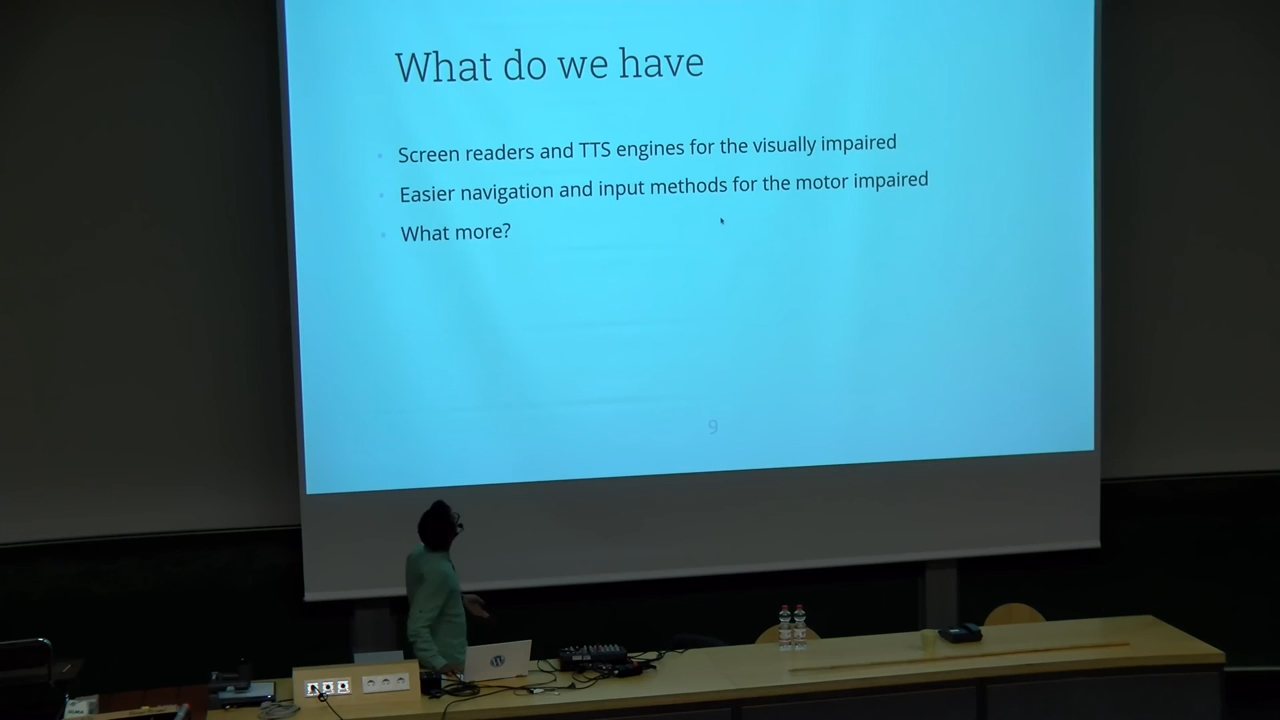 What do we have
Screen readers and TTS engines for the visually impaired
Easier navigation and input methods for the motor impaired
What more?
9